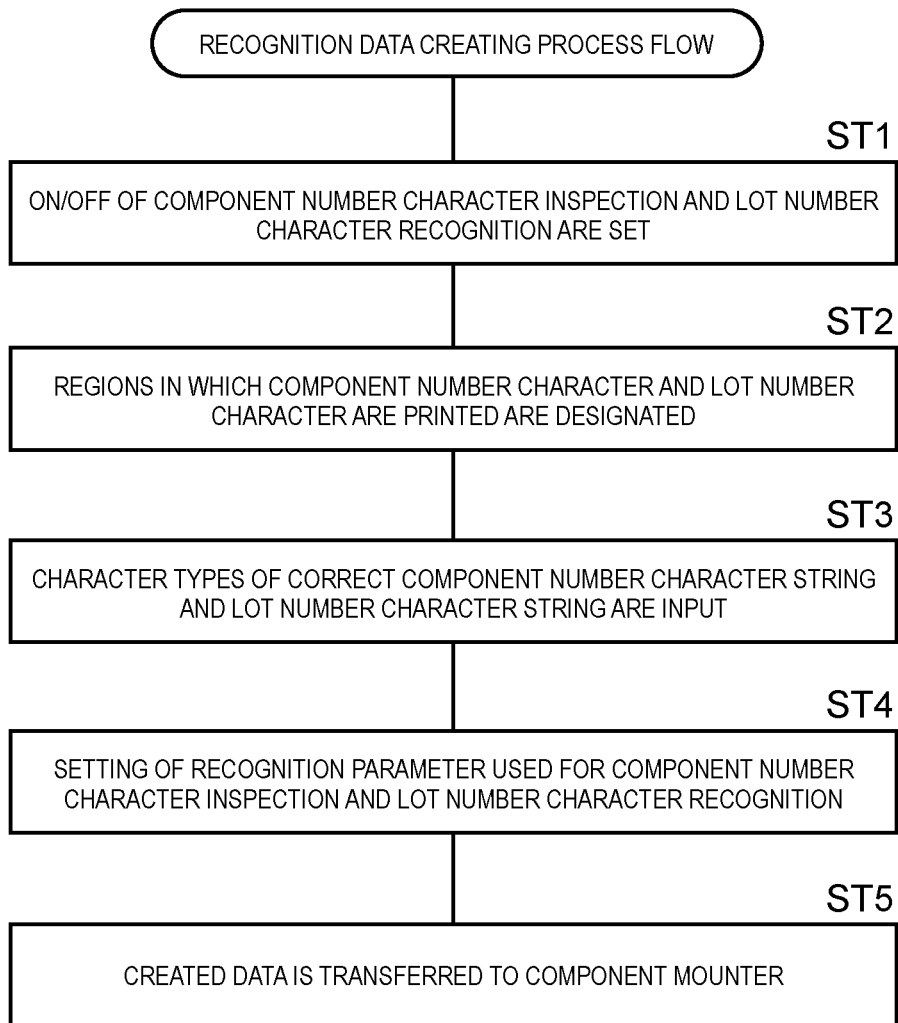 RECOGNITION DATA CREATING PROCESS FLOW
ST1
ON/OFF OF COMPONENT NUMBER CHARACTER INSPECTION AND LOT NUMBER
CHARACTER RECOGNITION ARE SET
ST2
REGIONS IN WHICH COMPONENT NUMBER CHARACTER AND LOT NUMBER
CHARACTER ARE PRINTED ARE DESIGNATED
ST3
CHARACTER TYPES OF CORRECT COMPONENT NUMBER CHARACTER STRING
AND LOT NUMBER CHARACTER STRING ARE INPUT
ST4
SETTING OF RECOGNITION PARAMETER USED FOR COMPONENT NUMBER
CHARACTER INSPECTION AND LOT NUMBER CHARACTER RECOGNITION
ST5
CREATED DATA IS TRANSFERRED TO COMPONENT MOUNTER